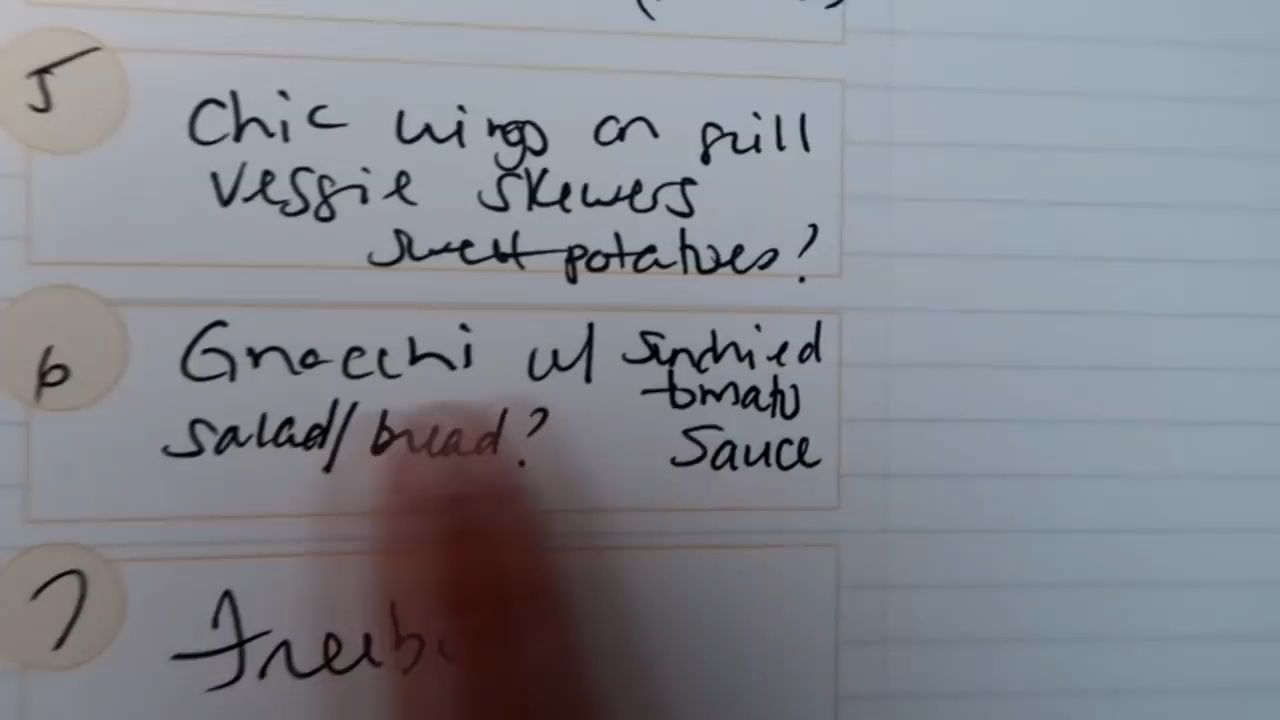 5
Chic wings on grill
veggie skewers
sweet potatoes?
6
Gnocchi w/ sundried
tomato
salad/bread?
sauce
7